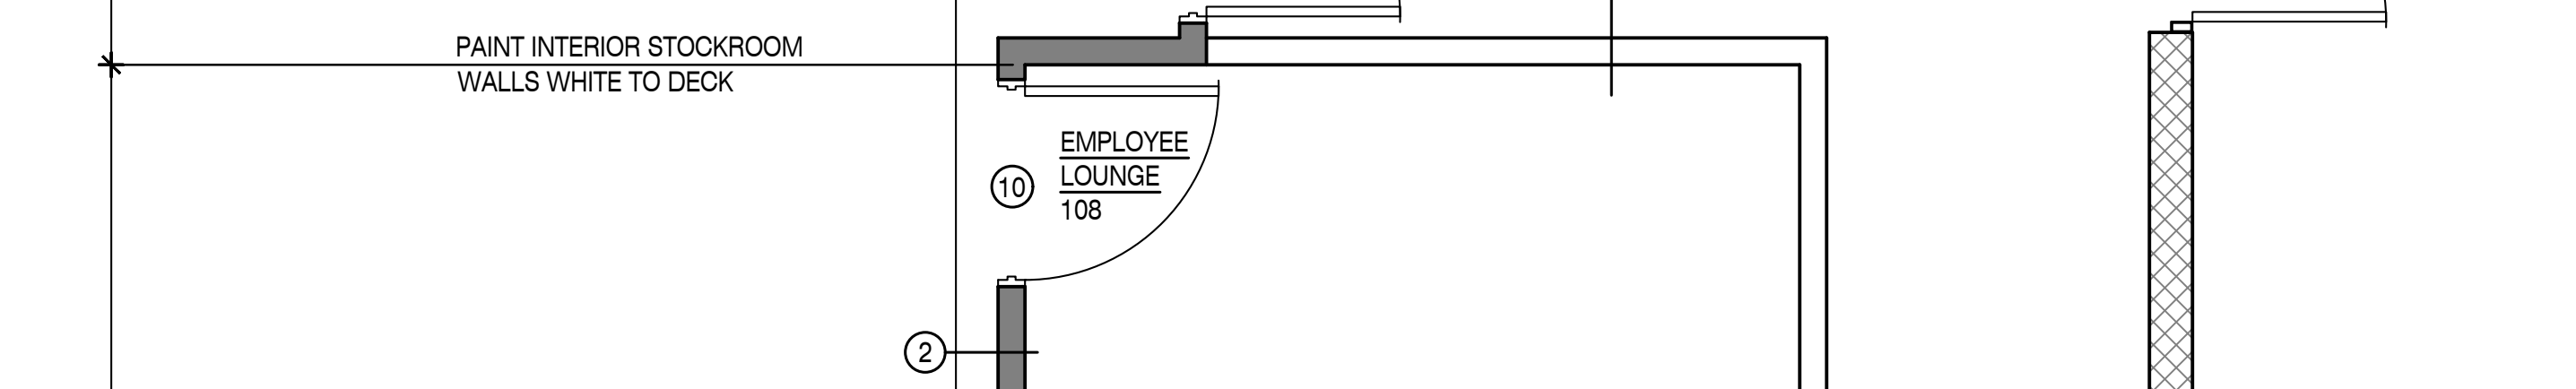 PAINT INTERIOR STOCKROOM
WALLS WHITE TO DECK
EMPLOYEE
LOUNGE
108
10
2